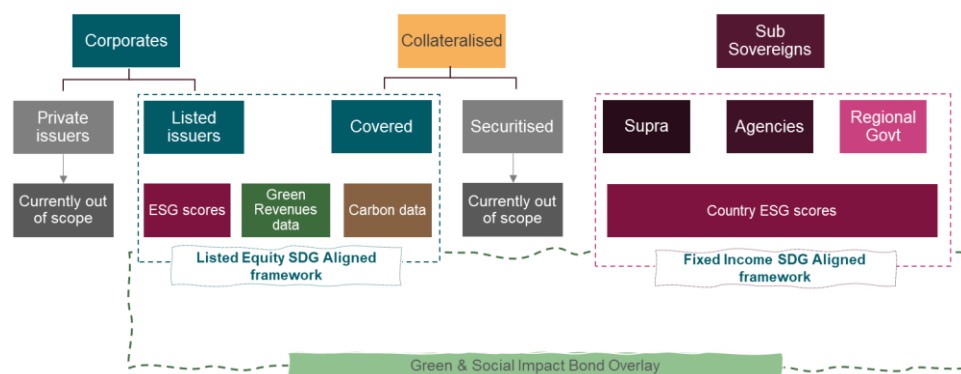 Corporates
Collateralised
Sub
Sovereigns
Private
issuers
Listed
issuers
Covered
Securitised
Supra
Agencies
Regional
Govt
Currently out
of scope
ESG scores
Green
Revenues
data
Carbon data
Currently out
of scope
Country ESG scores
Listed Equity SDG Aligned
framework
Fixed Income SDG Aligned
framework
Green & Social Impact Bond Overlay